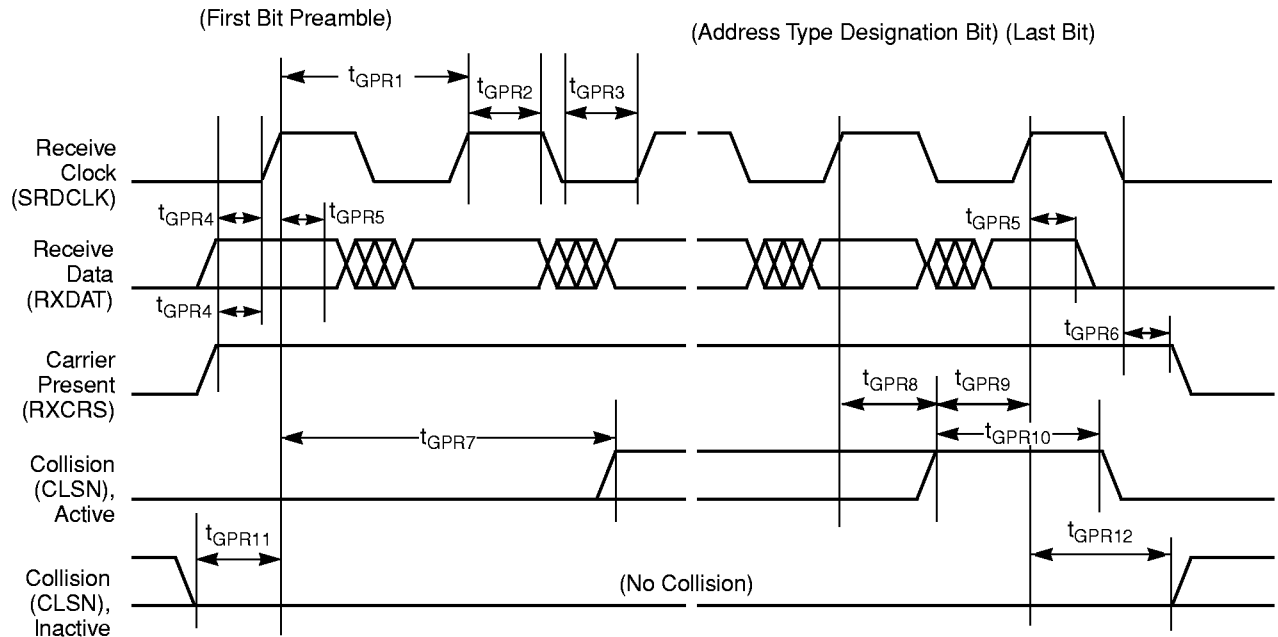 (First Bit Preamble)
(Address Type Designation Bit) (Last Bit)
tGPR1
tGPR2
tGPR3
Receive
Clock
(SRDCLK)
tGPR4
tGPR5
tGPR5
Receive
Data
(RXDAT)
tGPR4
tGPR6
Carrier
Present
(RXCRS)
tGPR8
tGPR9
tGPR7
tGPR10
Collision
(CLSN),
Active
tGPR11
tGPR12
Collision
(CLSN),
Inactive
(No Collision)